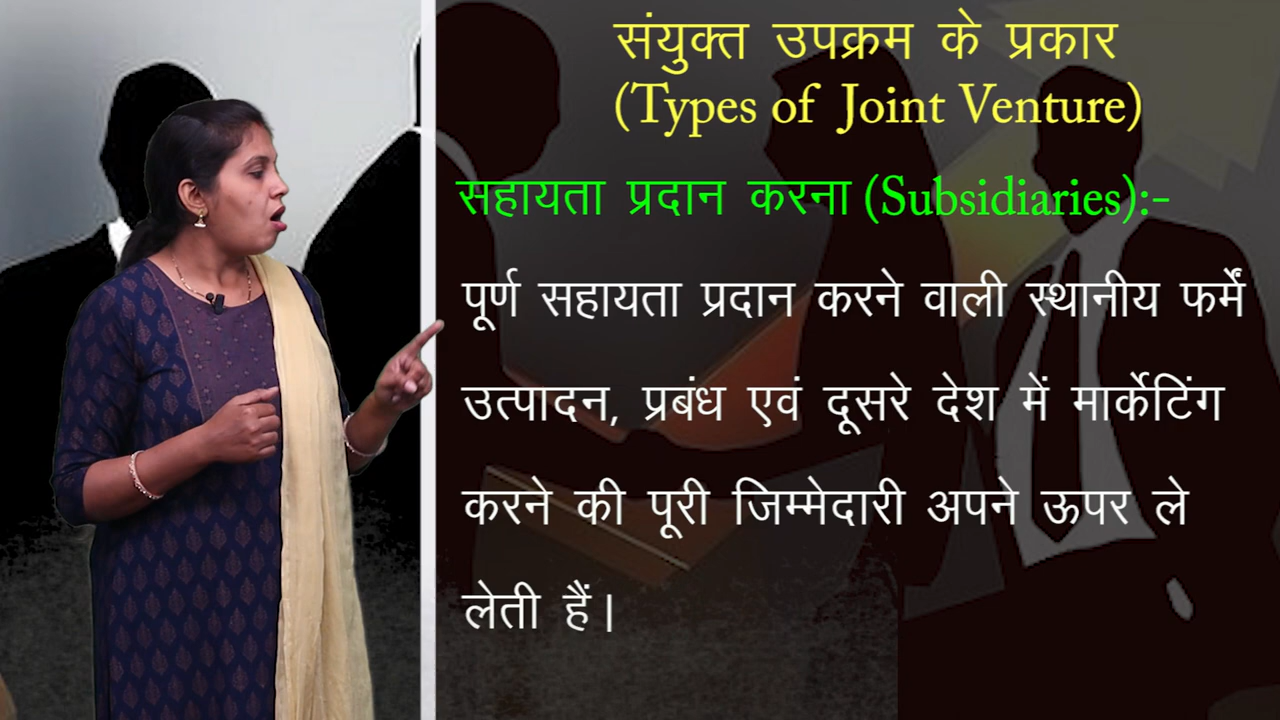 संयुक्त उपक्रम के प्रकार
(Types of Joint Venture)
सहायता प्रदान करना (Subsidiaries):-
पूर्ण सहायता प्रदान करने वाली स्थानीय फर्में
उत्पादन, प्रबंध एवं दूसरे देश में मार्केटिंग
करने की पूरी जिम्मेदारी अपने ऊपर ले
लेती हैं।